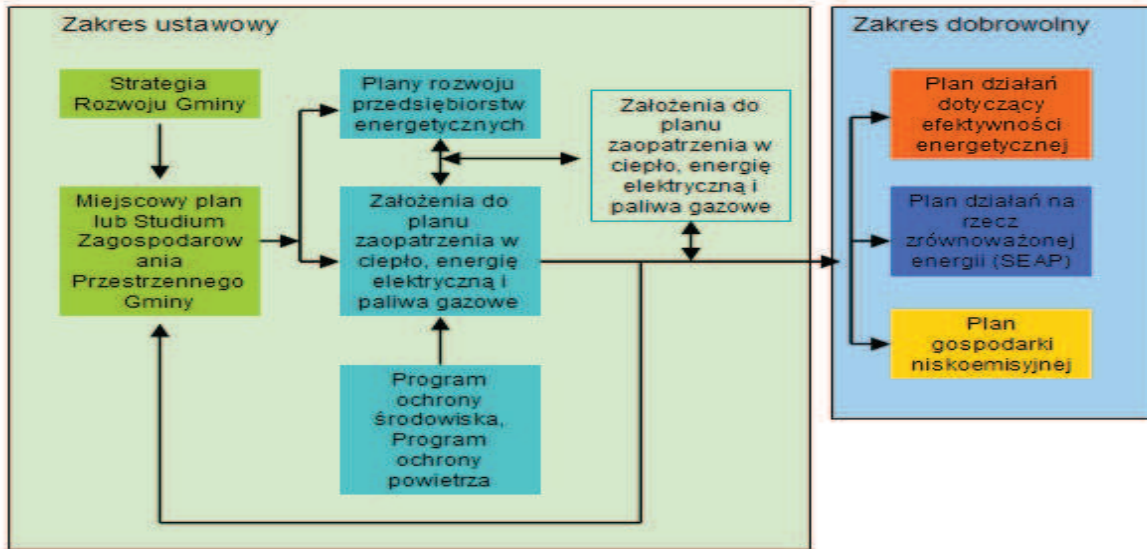 Zakres ustawowy
Strategia
Rozwoju Gminy
Miejscowy plan
lub Studium
Zagospodarow
ania
Przestrzennego
Gminy
Plany rozwoju
przedsiębiorstw
energetycznych
Założenia do
planu
zaopatrzenia w
ciepło, energię
elektryczną i
paliwa gazowe
Program
ochrony
środowiska,
Program
ochrony
powietrza
Założenia do
planu
zaopatrzenia w
ciepło, energię
elektryczną i
paliwa gazowe
Zakres dobrowolny
Plan działań
dotyczący
efektywności
energetycznej
Plan działań na
rzecz
zrównoważonej
energii (SEAP)
Plan
gospodarki
niskoemisyjnej